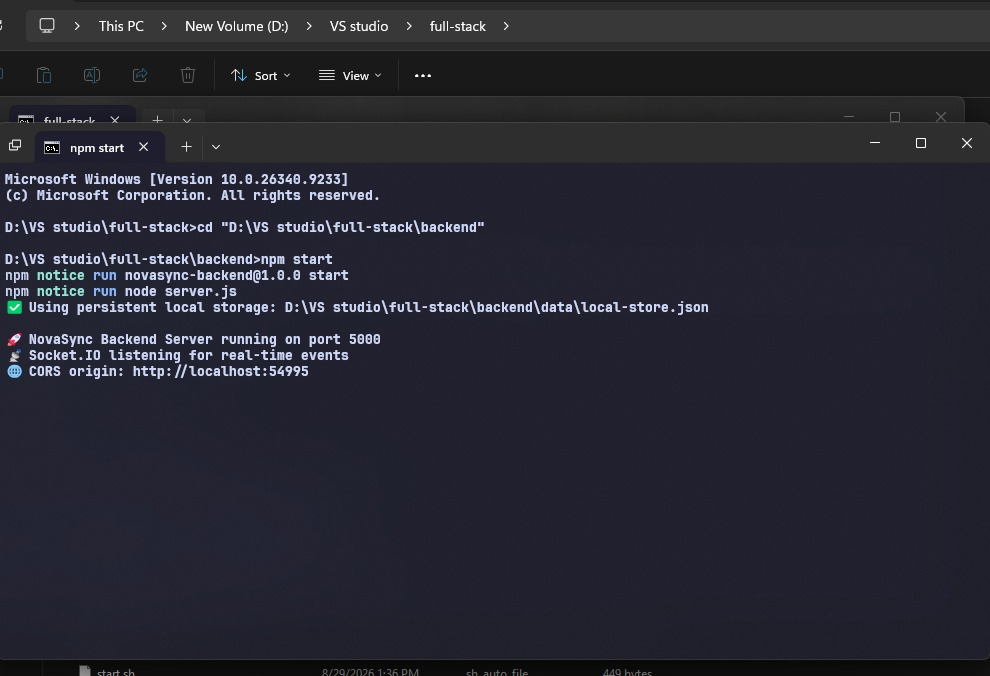 This PC > New Volume (D:) > VS studio > full-stack >
Sort View
full-stack
npm start
Microsoft Windows [Version 10.0.26340.9233]
(c) Microsoft Corporation. All rights reserved.
D:\VS studio\full-stack>cd "D:\VS studio\full-stack\backend"
D:\VS studio\full-stack\backend>npm start
npm notice run novasync-backend@1.0.0 start
npm notice run node server.js
✅ Using persistent local storage: D:\VS studio\full-stack\backend\data\local-store.json
🚀 NovaSync Backend Server running on port 5000
📡 Socket.IO listening for real-time events
🌐 CORS origin: http://localhost:54995
start.sh 8/29/2026 1:36 PM sh_auto_file 449 bytes